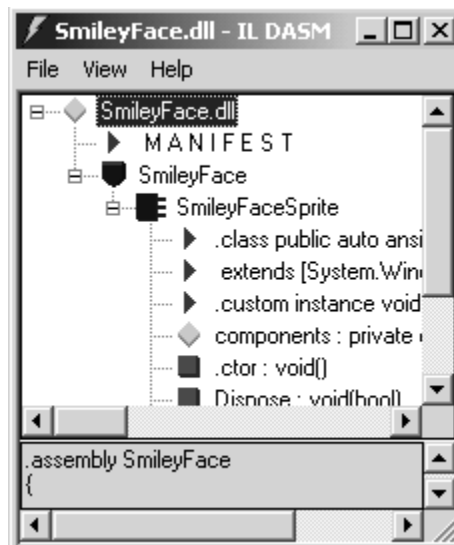 SmileyFace.dll - IL DASM
File View Help
SmileyFace.dll
M A N I F E S T
SmileyFace
SmileyFaceSprite
.class public auto ansi
extends [System.Win
.custom instance void
components : private
.ctor : void()
Dispose : void(bool)
.assembly SmileyFace
{